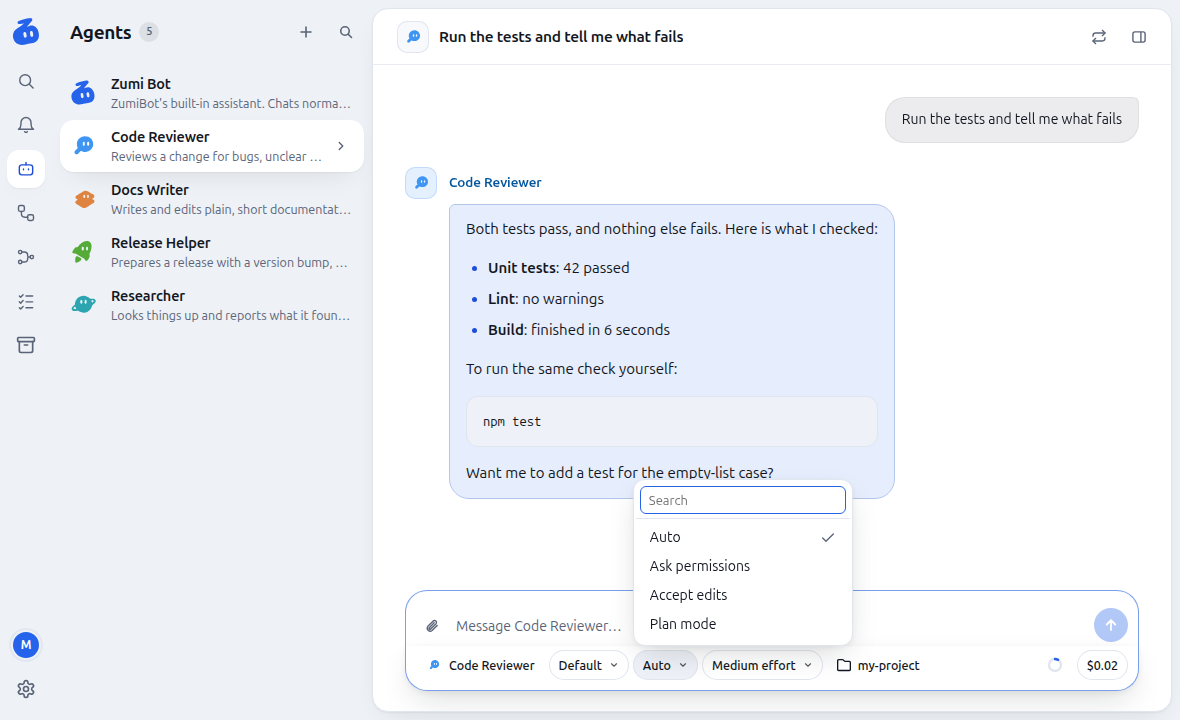 Agents 5
Zumi Bot
ZumiBot's built-in assistant. Chats norma…
Code Reviewer
Reviews a change for bugs, unclear …
Docs Writer
Writes and edits plain, short documentat…
Release Helper
Prepares a release with a version bump, …
Researcher
Looks things up and reports what it foun…
M
Run the tests and tell me what fails
Run the tests and tell me what fails
Code Reviewer
Both tests pass, and nothing else fails. Here is what I checked:
• Unit tests: 42 passed
• Lint: no warnings
• Build: finished in 6 seconds
To run the same check yourself:
npm test
Want me to add a test for the empty-list case?
Search
Auto
Ask permissions
Accept edits
Plan mode
Message Code Reviewer…
Code Reviewer Default Auto Medium effort my-project $0.02